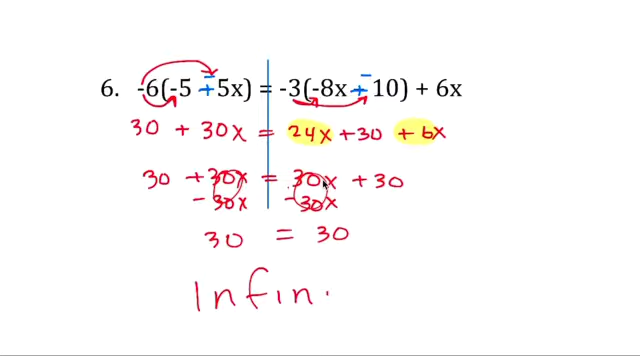 6. -6(-5 - 5x) = -3(-8x - 10) + 6x
30 + 30x = 24x + 30 + 6x
30 + 30x = 30x + 30
- 30x - 30x
30 = 30
Infin.